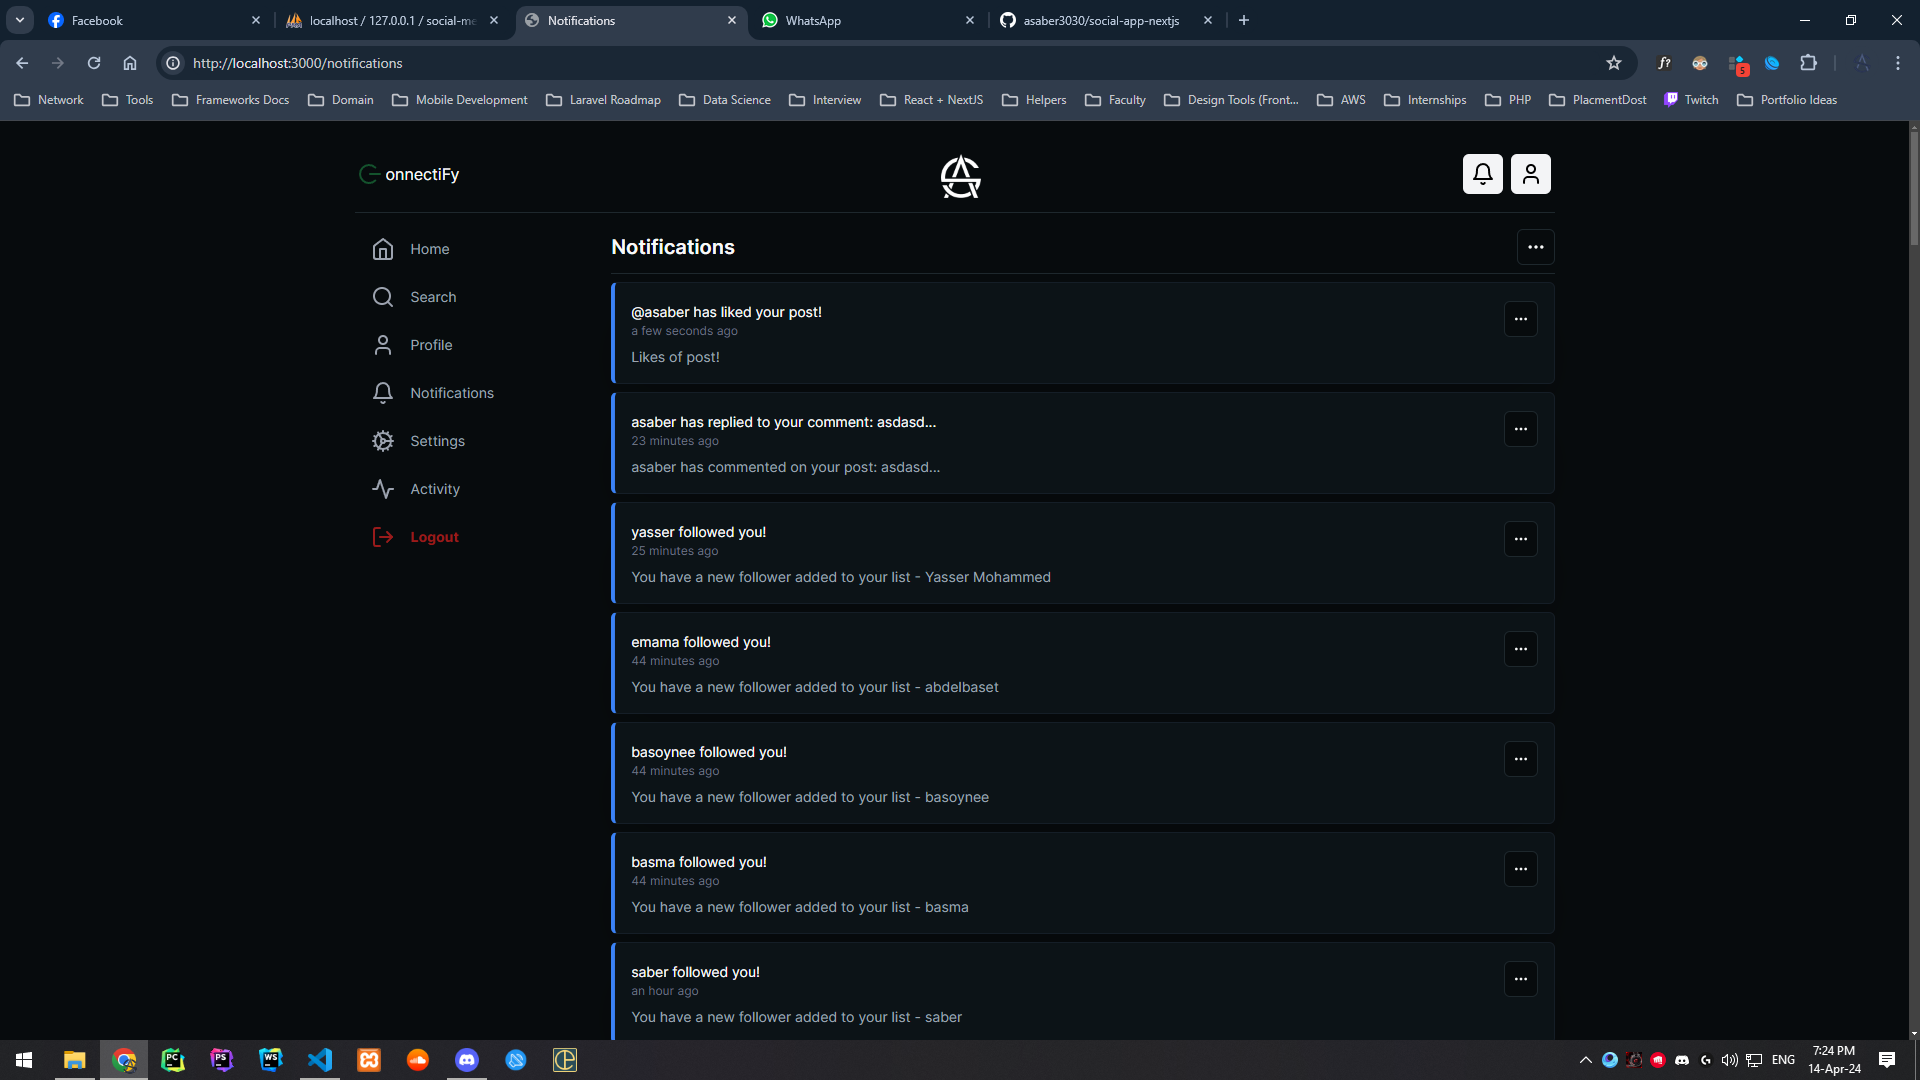 Facebook
localhost / 127.0.0.1 / social-me
Notifications
WhatsApp
asaber3030/social-app-nextjs
http://localhost:3000/notifications
f?
5
Network
Tools
Frameworks Docs
Domain
Mobile Development
Laravel Roadmap
Data Science
Interview
React + NextJS
Helpers
Faculty
Design Tools (Front...
AWS
Internships
PHP
PlacmentDost
Twitch
Portfolio Ideas
onnectiFy
Home
Search
Profile
Notifications
Settings
Activity
Logout
Notifications
@asaber has liked your post!
a few seconds ago
Likes of post!
asaber has replied to your comment: asdasd...
23 minutes ago
asaber has commented on your post: asdasd...
yasser followed you!
25 minutes ago
You have a new follower added to your list - Yasser Mohammed
emama followed you!
44 minutes ago
You have a new follower added to your list - abdelbaset
basoynee followed you!
44 minutes ago
You have a new follower added to your list - basoynee
basma followed you!
44 minutes ago
You have a new follower added to your list - basma
saber followed you!
an hour ago
You have a new follower added to your list - saber
PC
PS
WS
ENG
7:24 PM
14-Apr-24